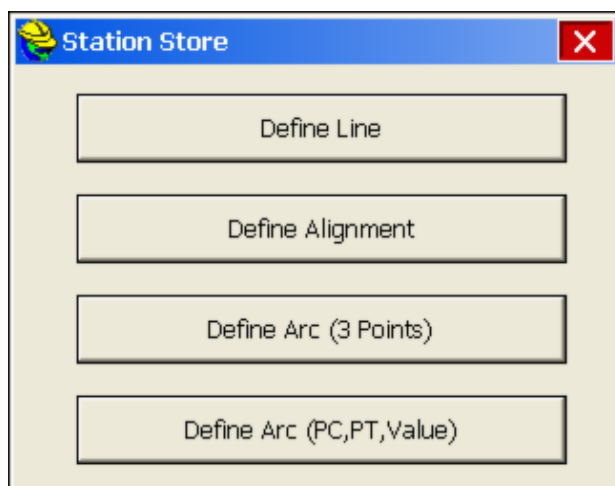 Station Store
Define Line
Define Alignment
Define Arc (3 Points)
Define Arc (PC,PT,Value)